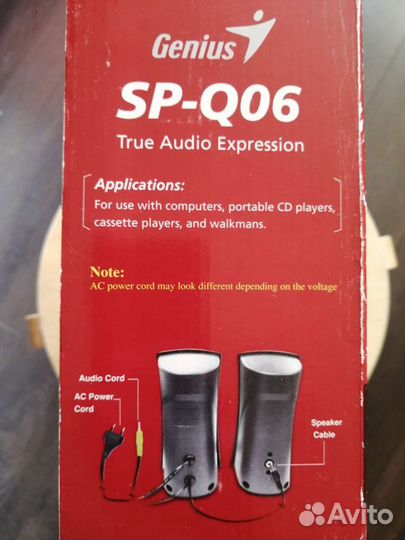 Genius
SP-Q06
True Audio Expression
Applications:
For use with computers, portable CD players,
cassette players, and walkmans.
Note:
AC power cord may look different depending on the voltage
Audio Cord
AC Power
Cord
Speaker
Cable
Avito